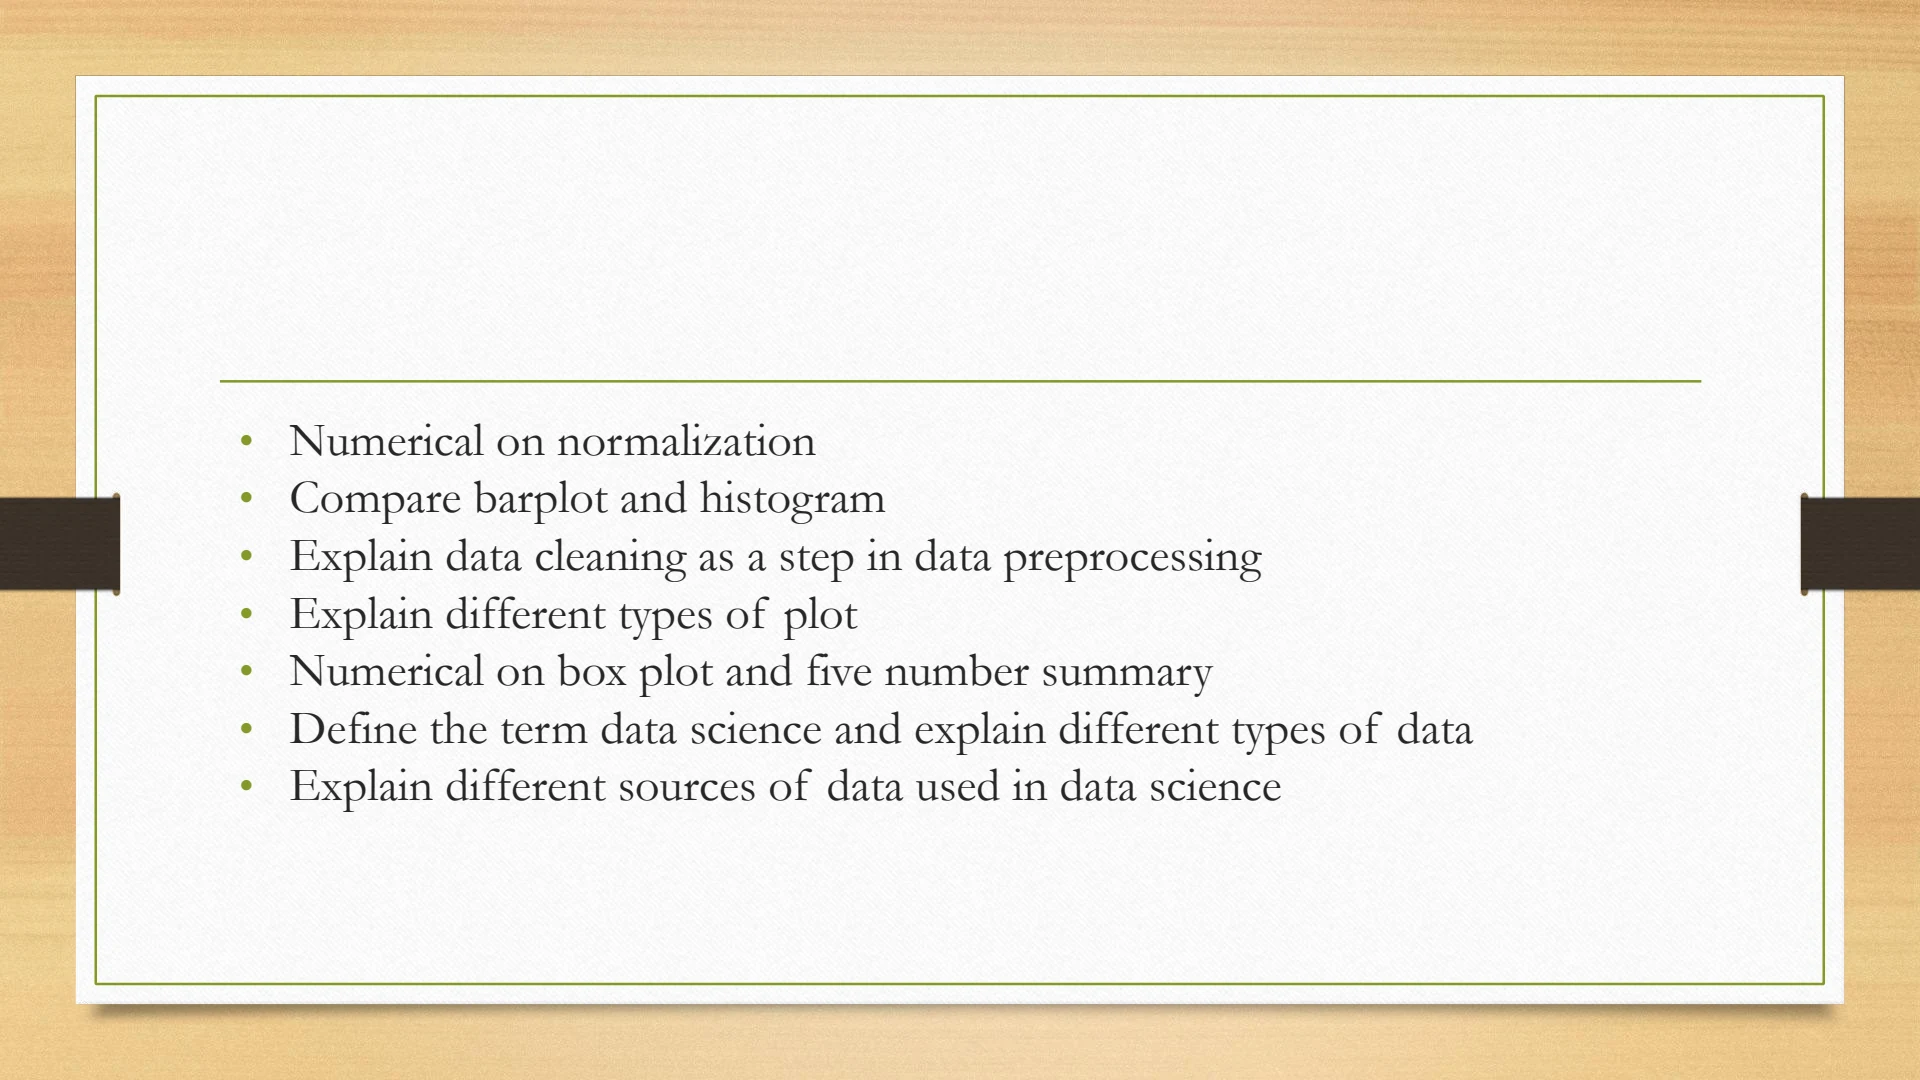 • Numerical on normalization
• Compare barplot and histogram
• Explain data cleaning as a step in data preprocessing
• Explain different types of plot
• Numerical on box plot and five number summary
• Define the term data science and explain different types of data
• Explain different sources of data used in data science